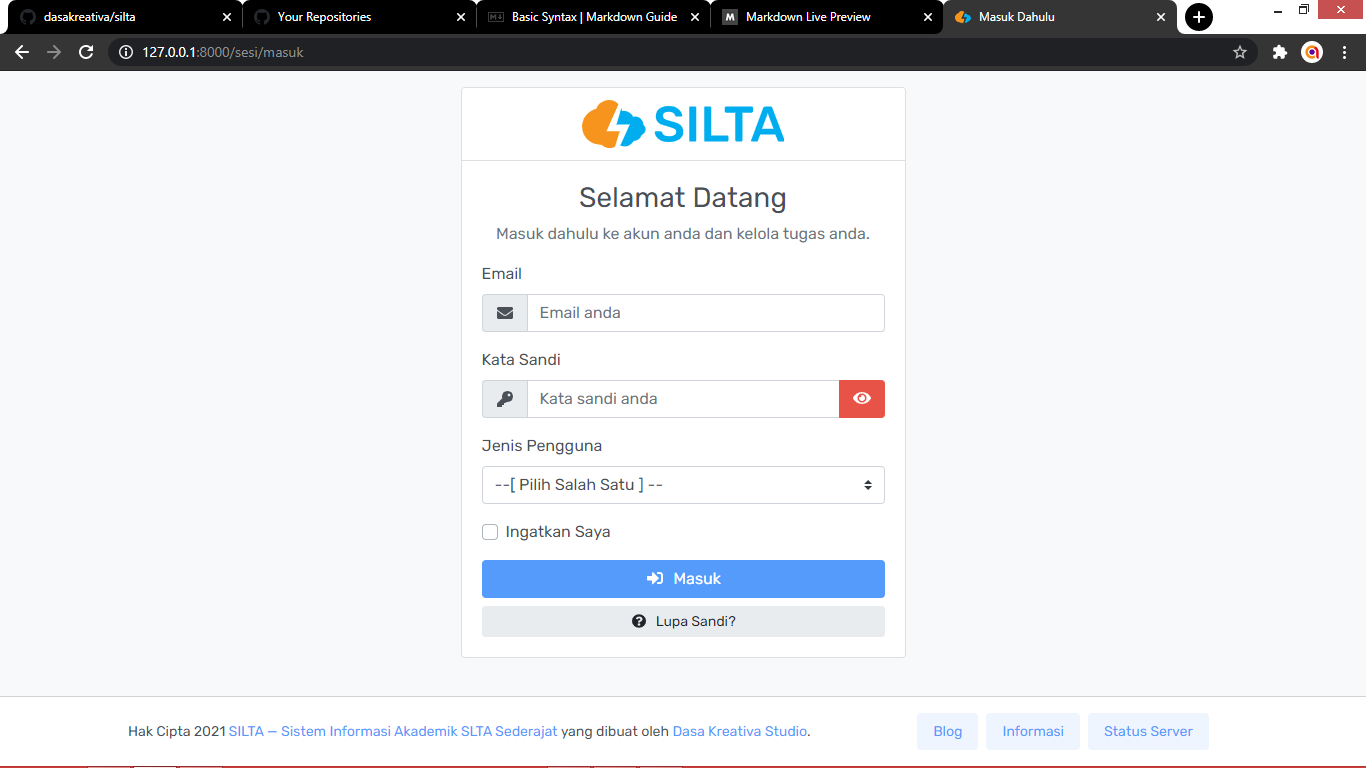 dasakreativa/silta
Your Repositories
Basic Syntax | Markdown Guide
Markdown Live Preview
Masuk Dahulu
127.0.0.1:8000/sesi/masuk
SILTA
Selamat Datang
Masuk dahulu ke akun anda dan kelola tugas anda.
Email
Email anda
Kata Sandi
Kata sandi anda
Jenis Pengguna
--[ Pilih Salah Satu ] --
Ingatkan Saya
Masuk
Lupa Sandi?
Hak Cipta 2021 SILTA — Sistem Informasi Akademik SLTA Sederajat yang dibuat oleh Dasa Kreativa Studio.
Blog
Informasi
Status Server